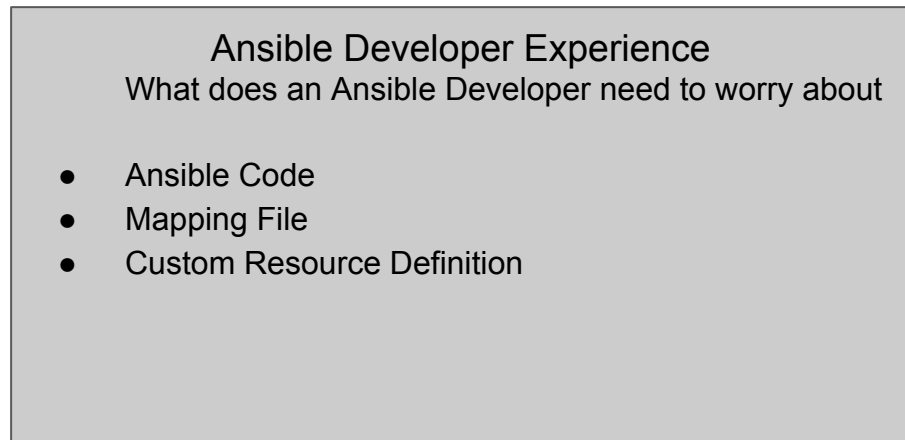 Ansible Developer Experience
What does an Ansible Developer need to worry about
● Ansible Code
● Mapping File
● Custom Resource Definition